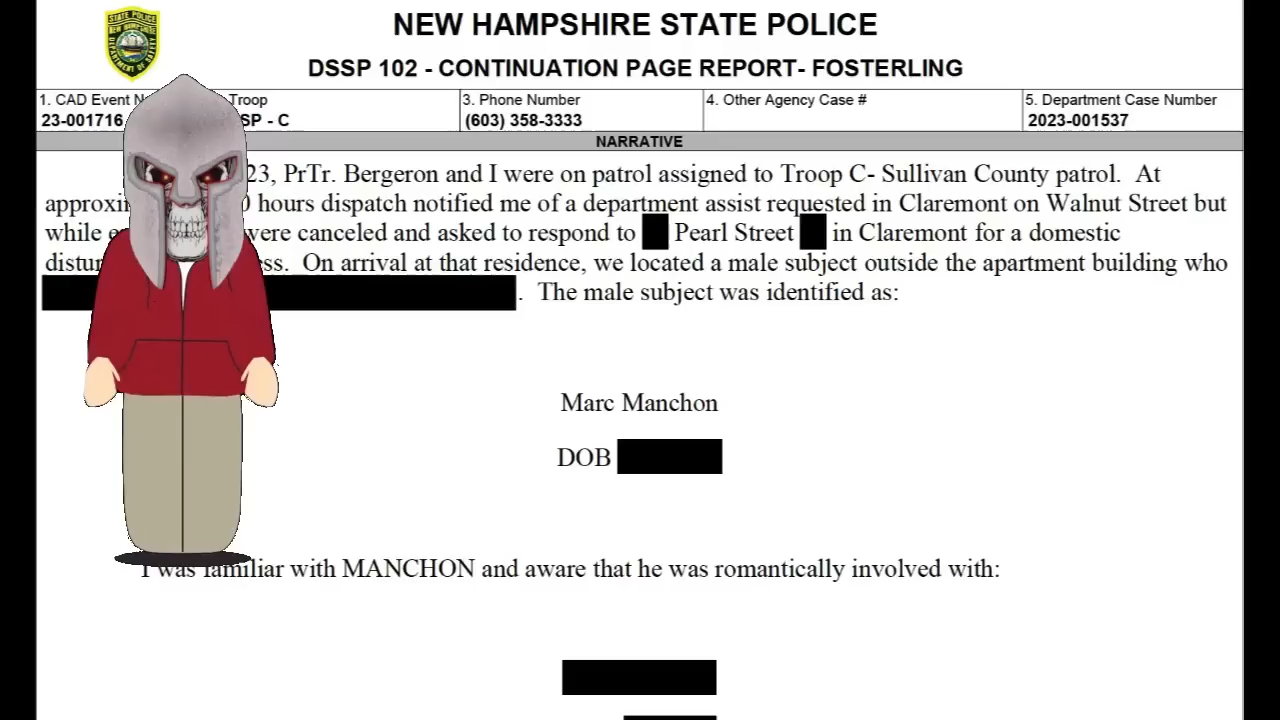 NEW HAMPSHIRE STATE POLICE
DSSP 102 - CONTINUATION PAGE REPORT- FOSTERLING
1. CAD Event Troop 3. Phone Number 4. Other Agency Case # 5. Department Case Number
23-001716 SP - C (603) 358-3333 2023-001537
NARRATIVE
23, PrTr. Bergeron and I were on patrol assigned to Troop C- Sullivan County patrol. At
0 hours dispatch notified me of a department assist requested in Claremont on Walnut Street but
while were canceled and asked to respond to Pearl Street in Claremont for a domestic
On arrival at that residence, we located a male subject outside the apartment building who
. The male subject was identified as:
Marc Manchon
DOB
I was familiar with MANCHON and aware that he was romantically involved with: